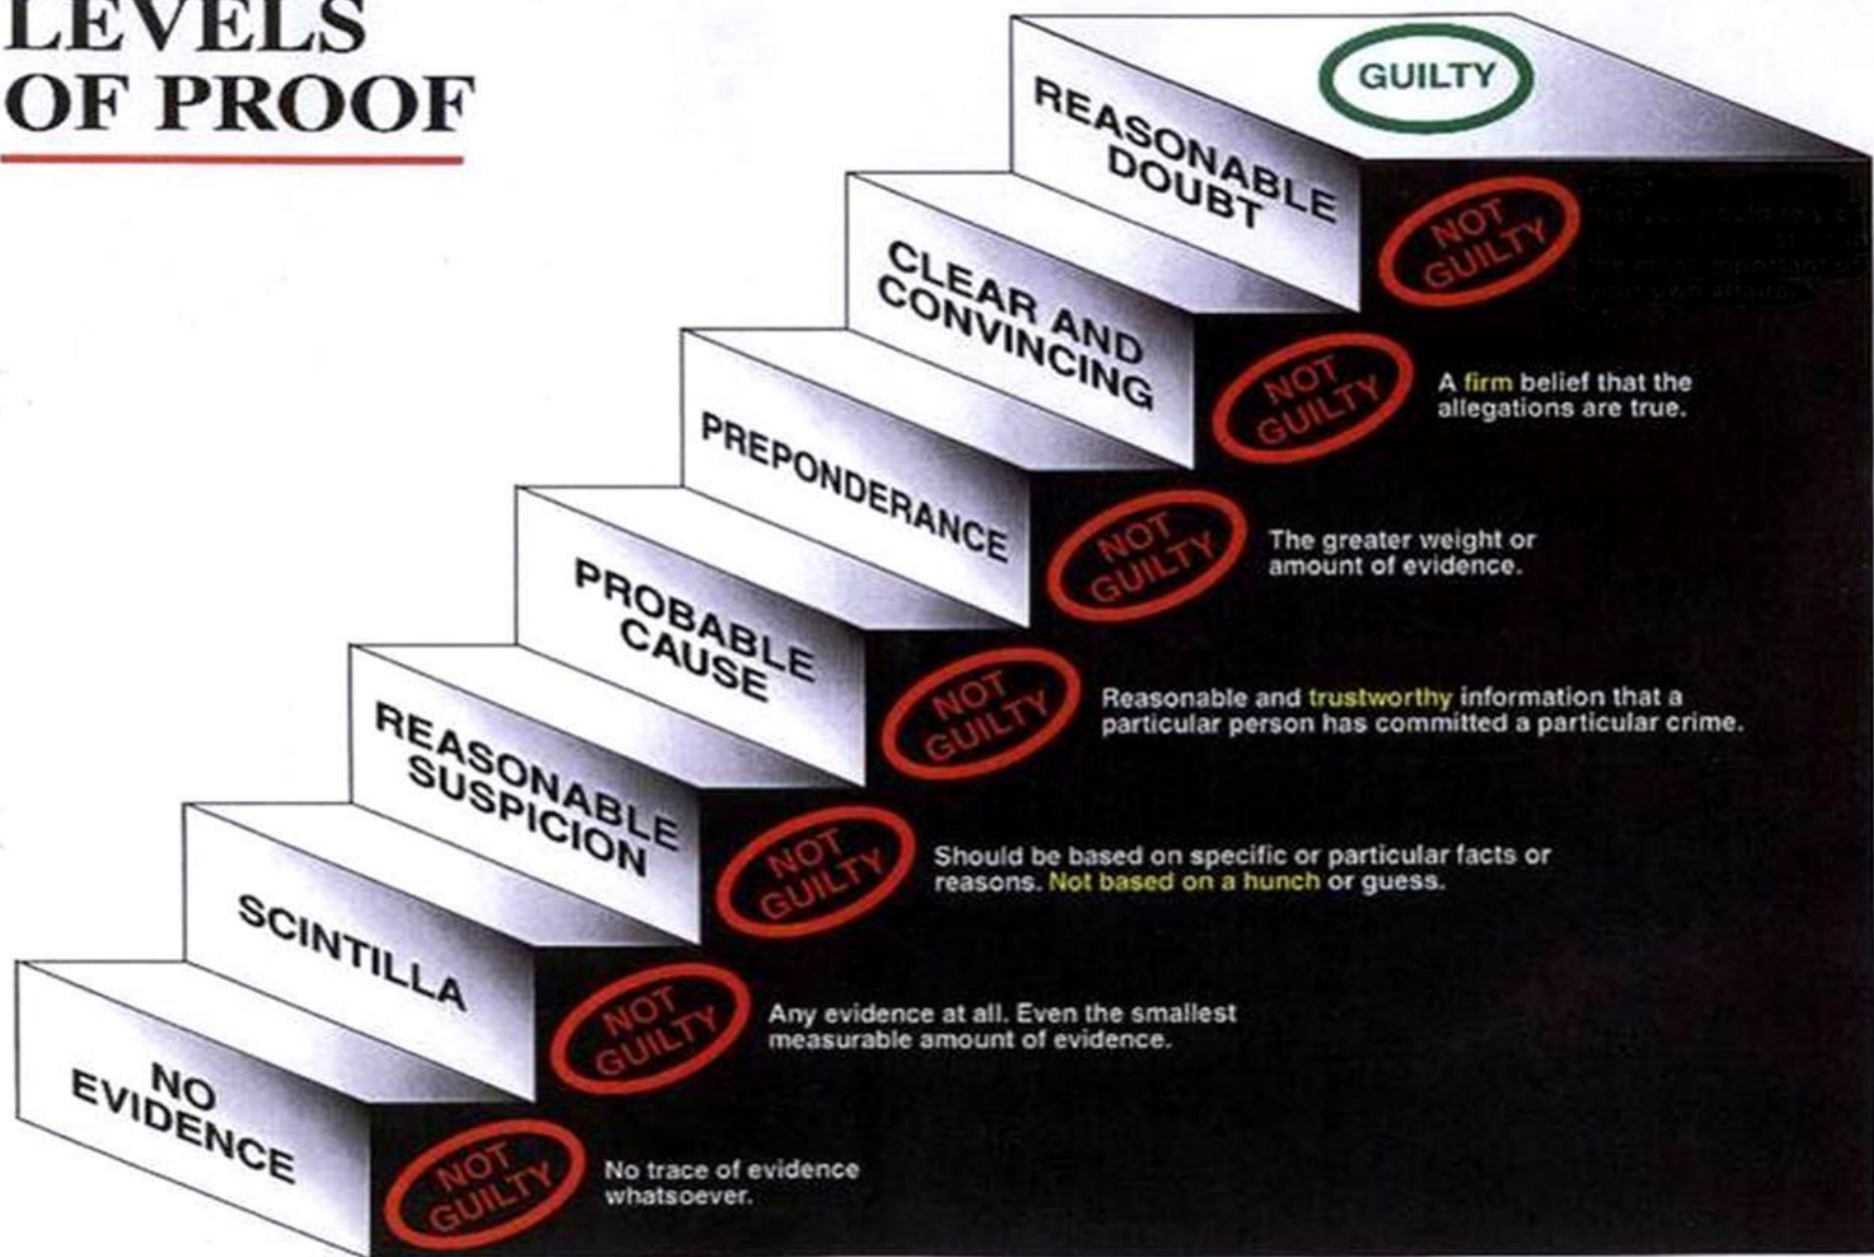 LEVELS
OF PROOF
GUILTY
REASONABLE
DOUBT
NOT
GUILTY
CLEAR AND
CONVINCING
NOT
GUILTY
A firm belief that the
allegations are true.
PREPONDERANCE
NOT
GUILTY
The greater weight or
amount of evidence.
PROBABLE
CAUSE
NOT
GUILTY
Reasonable and trustworthy information that a
particular person has committed a particular crime.
REASONABLE
SUSPICION
NOT
GUILTY
Should be based on specific or particular facts or
reasons. Not based on a hunch or guess.
SCINTILLA
NOT
GUILTY
Any evidence at all. Even the smallest
measurable amount of evidence.
NO
EVIDENCE
NOT
GUILTY
No trace of evidence
whatsoever.